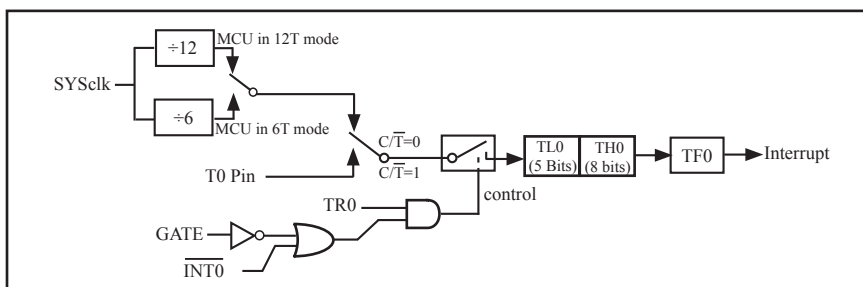 ÷12
MCU in 12T mode
SYSclk
÷6
MCU in 6T mode
C/T̅=0
C/T̅=1
T0 Pin
TL0
(5 Bits)
TH0
(8 bits)
TF0
Interrupt
control
TR0
GATE
I̅N̅T̅0̅